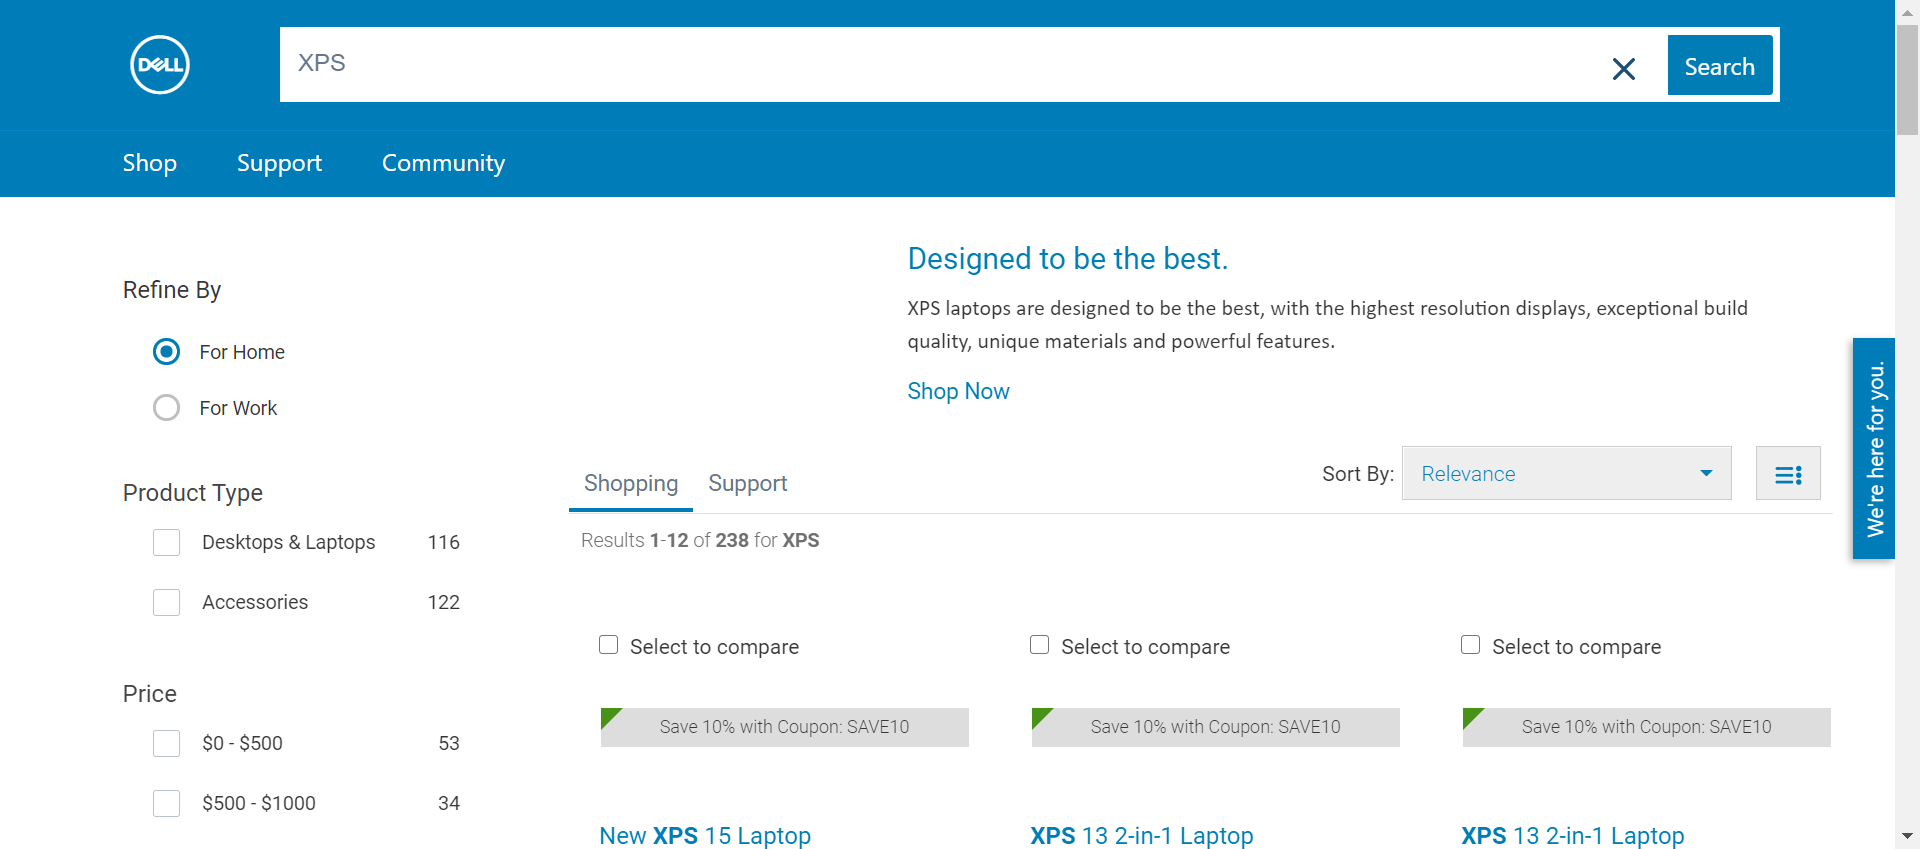 DELL
XPS
Search
Shop Support Community
Refine By
For Home
For Work
Product Type
Desktops & Laptops 116
Accessories 122
Price
$0 - $500 53
$500 - $1000 34
Designed to be the best.
XPS laptops are designed to be the best, with the highest resolution displays, exceptional build
quality, unique materials and powerful features.
Shop Now
We're here for you.
Shopping Support
Sort By: Relevance
Results 1-12 of 238 for XPS
Select to compare Select to compare Select to compare
Save 10% with Coupon: SAVE10 Save 10% with Coupon: SAVE10 Save 10% with Coupon: SAVE10
New XPS 15 Laptop XPS 13 2-in-1 Laptop XPS 13 2-in-1 Laptop